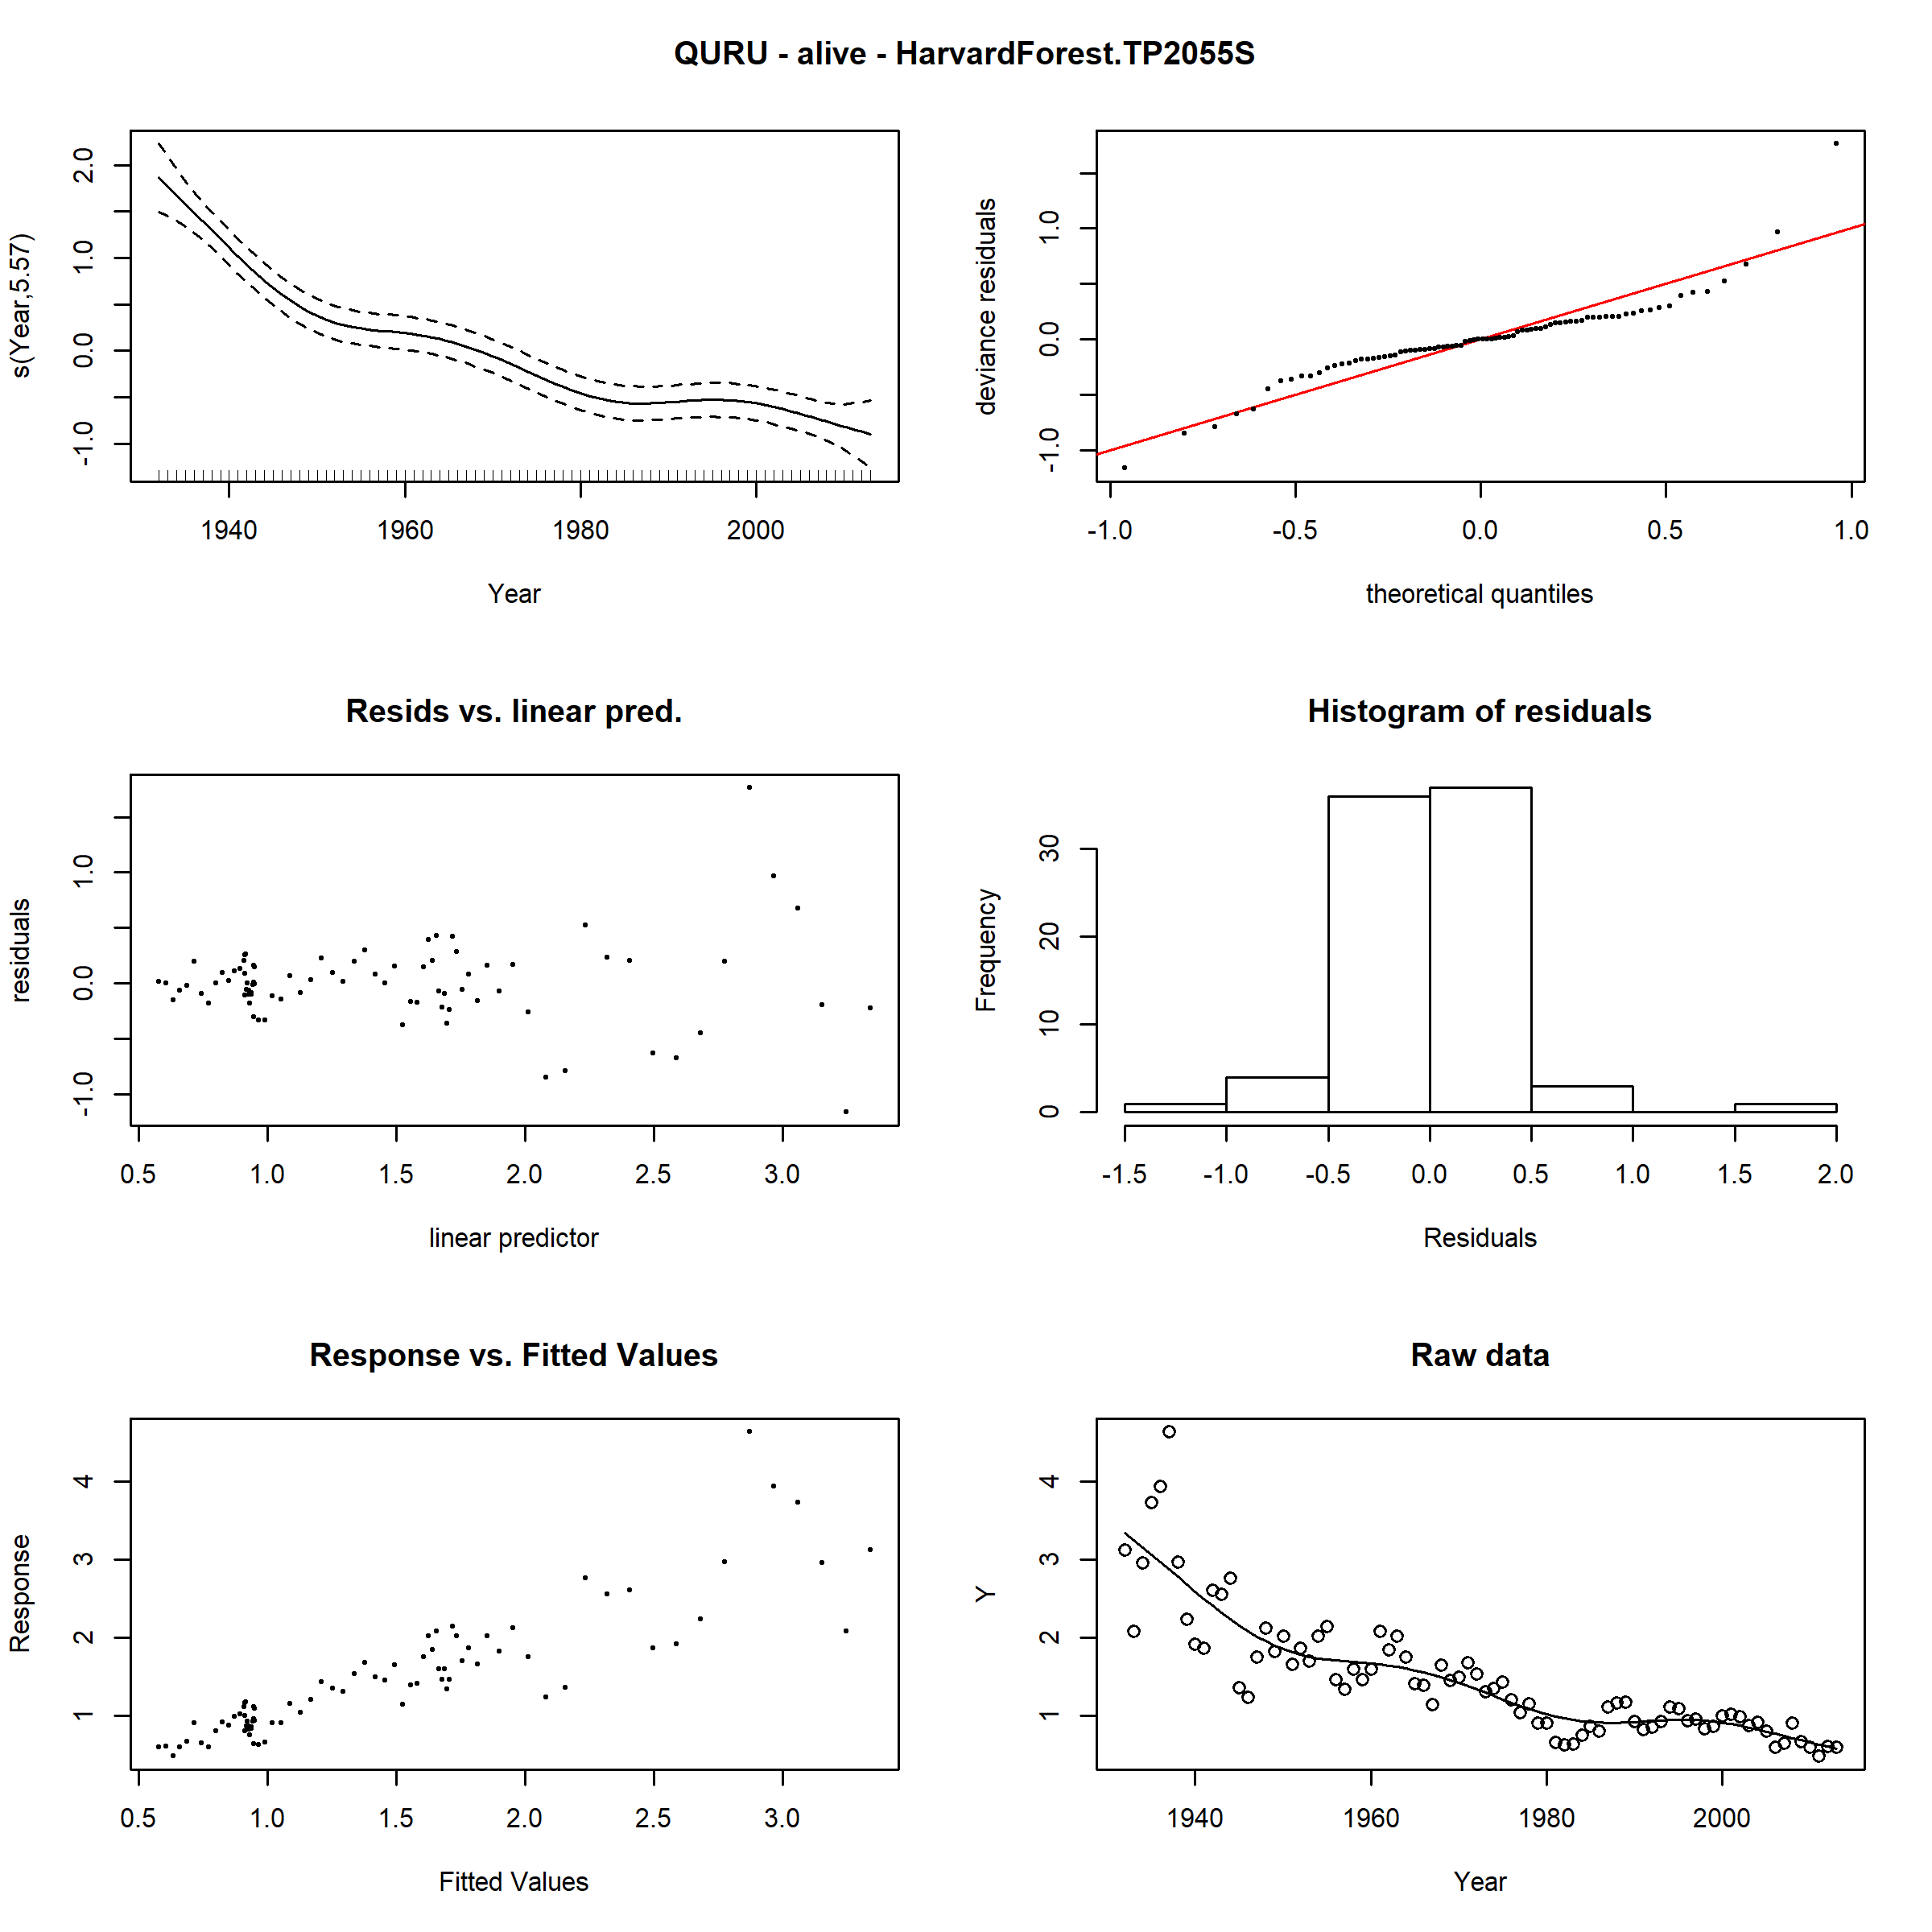 QURU - alive - HarvardForest.TP2055S
s(Year,5.57)
2.0
1.0
0.0
-1.0
1940 1960 1980 2000
Year
deviance residuals
1.0
0.0
-1.0
-1.0 -0.5 0.0 0.5 1.0
theoretical quantiles
Resids vs. linear pred.
residuals
1.0
0.0
-1.0
0.5 1.0 1.5 2.0 2.5 3.0
linear predictor
Histogram of residuals
Frequency
30
20
10
0
-1.5 -1.0 -0.5 0.0 0.5 1.0 1.5 2.0
Residuals
Response vs. Fitted Values
Response
4
3
2
1
0.5 1.0 1.5 2.0 2.5 3.0
Fitted Values
Raw data
Y
4
3
2
1
1940 1960 1980 2000
Year